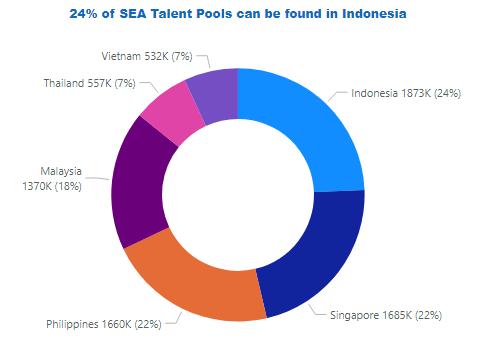 24% of SEA Talent Pools can be found in Indonesia
Vietnam 532K (7%)
Thailand 557K (7%)
Indonesia 1873K (24%)
Malaysia
1370K (18%)
Singapore 1685K (22%)
Philippines 1660K (22%)